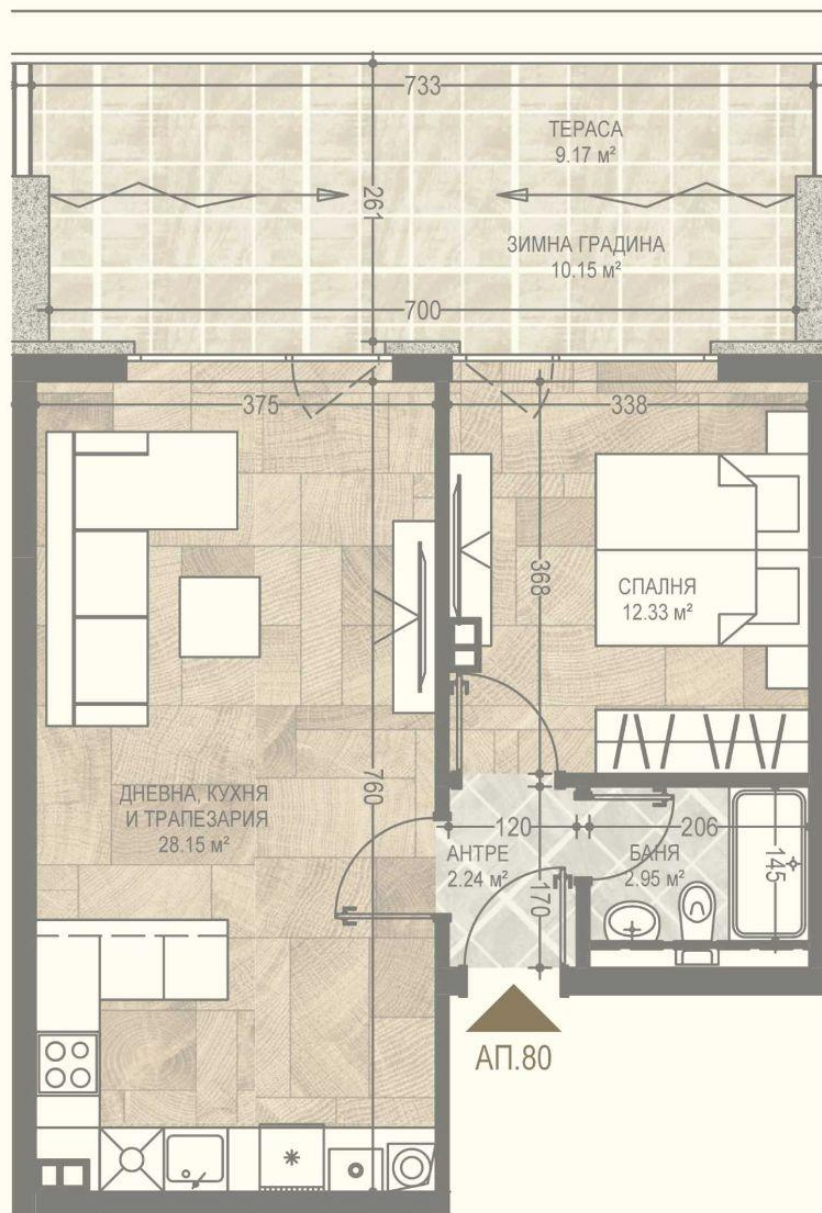 733
ТЕРАСА
9.17 м²
261
ЗИМНА ГРАДИНА
10.15 м²
700
375
338
368
СПАЛНЯ
12.33 м²
760
ДНЕВНА, КУХНЯ
И ТРАПЕЗАРИЯ
28.15 м²
120
206
АНТРЕ
2.24 м²
БАНЯ
2.95 м²
145
170
АП.80